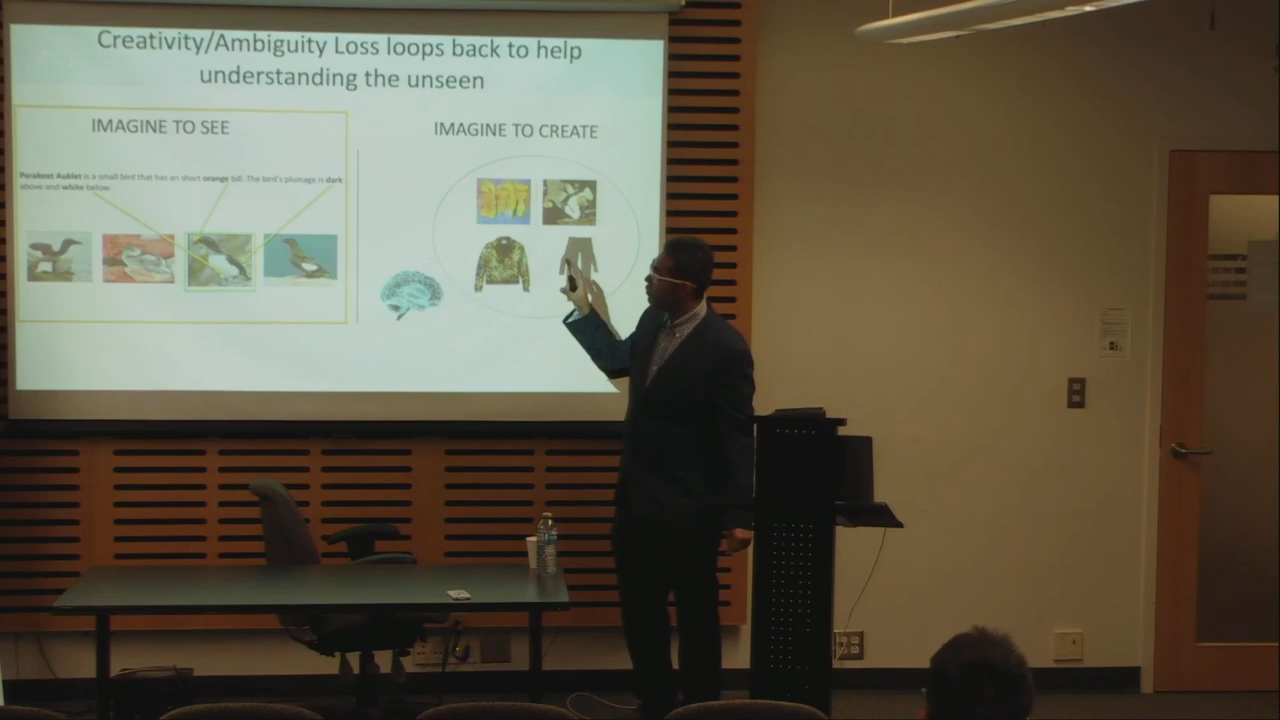 Creativity/Ambiguity Loss loops back to help
understanding the unseen
IMAGINE TO SEE
IMAGINE TO CREATE
Parakeet Auklet is a small bird that has an short orange bill. The bird's plumage is dark
above and white below.